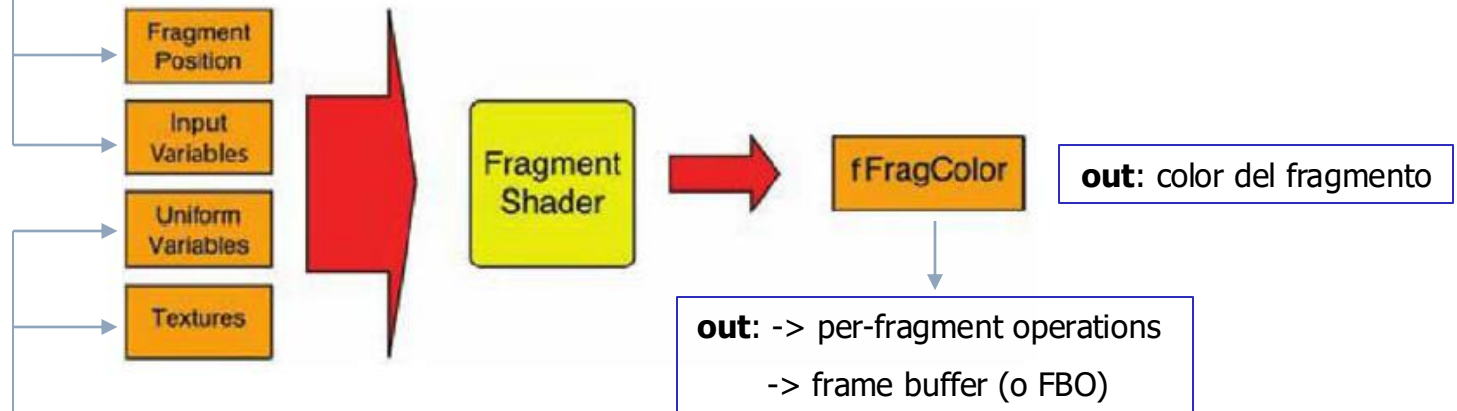 Fragment
Position
Input
Variables
Uniform
Variables
Textures
Fragment
Shader
fFragColor
out: color del fragmento
out: -> per-fragment operations
-> frame buffer (o FBO)